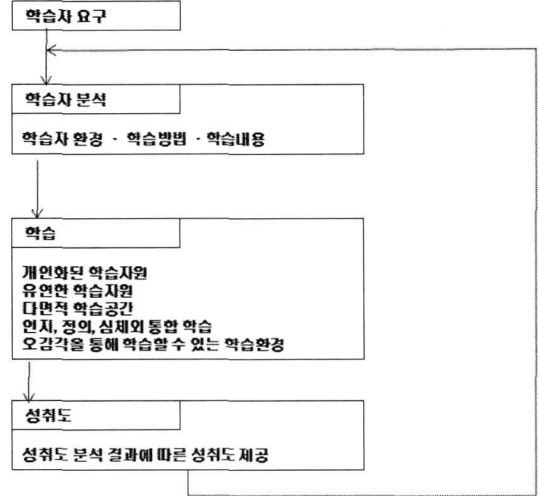 학습자 요구
학습자 분석
학습자 환경 · 학습방법 · 학습내용
학습
개인화된 학습자원
유연한 학습자원
다면적 학습공간
인지, 정의, 심체의 통합 학습
오감각을 통해 학습할 수 있는 학습환경
성취도
성취도 분석 결과에 따른 성취도 제공